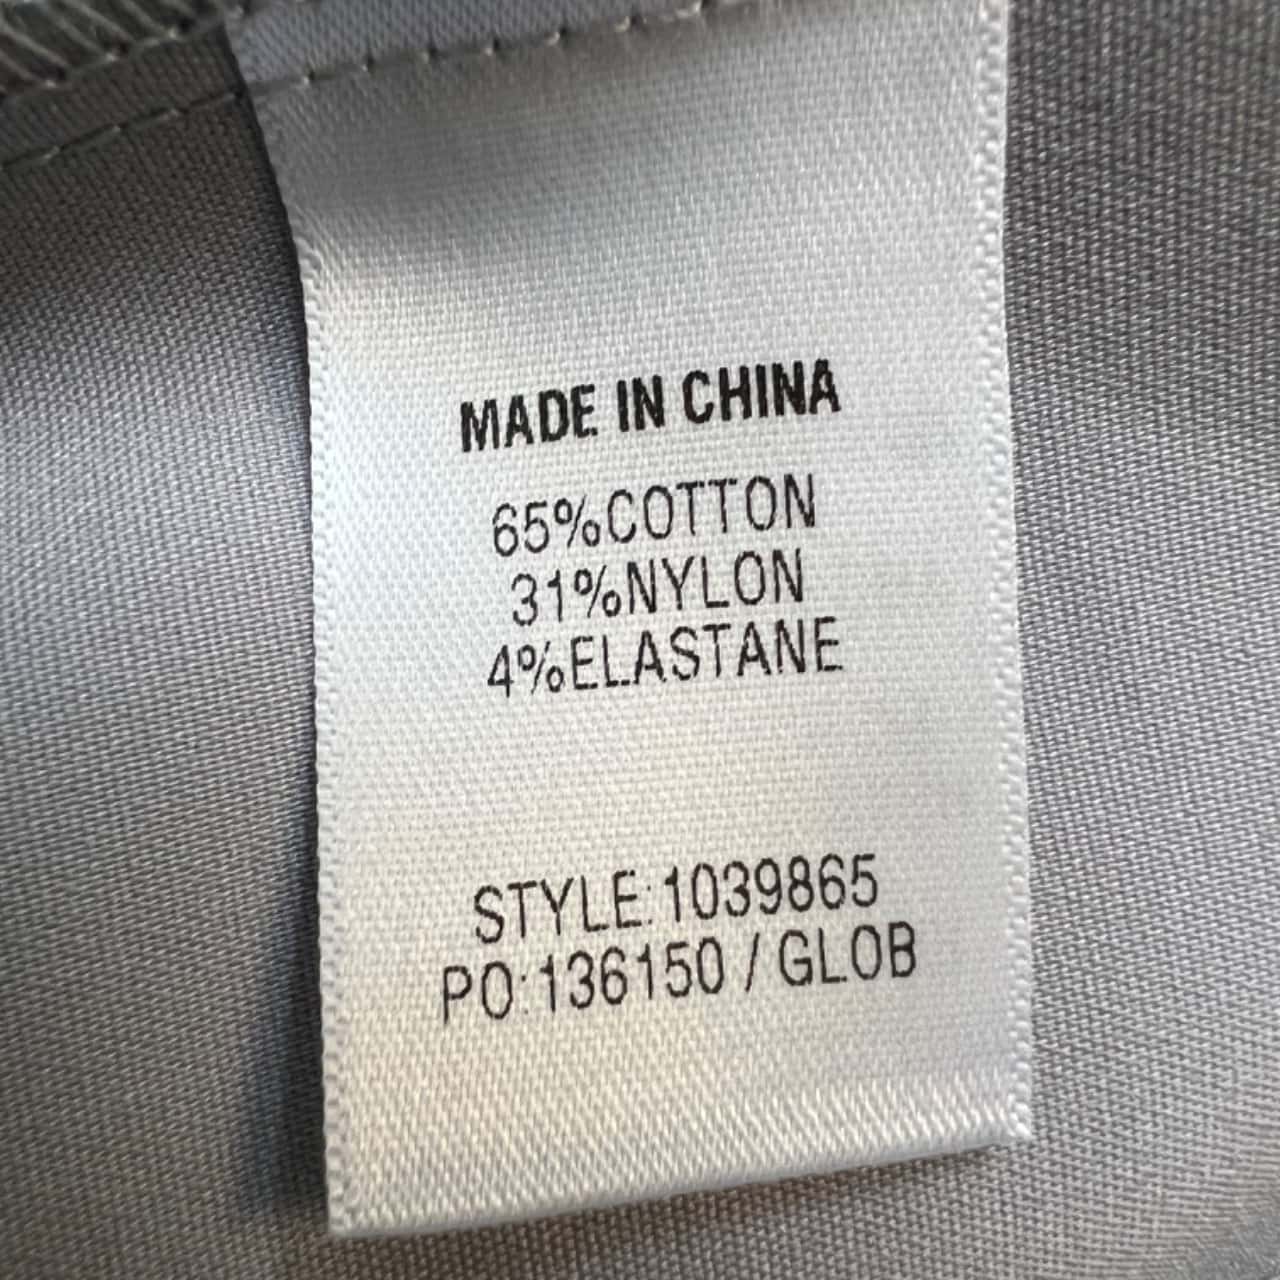 MADE IN CHINA
65%COTTON
31%NYLON
4%ELASTANE
STYLE:1039865
PO:136150 / GLOB